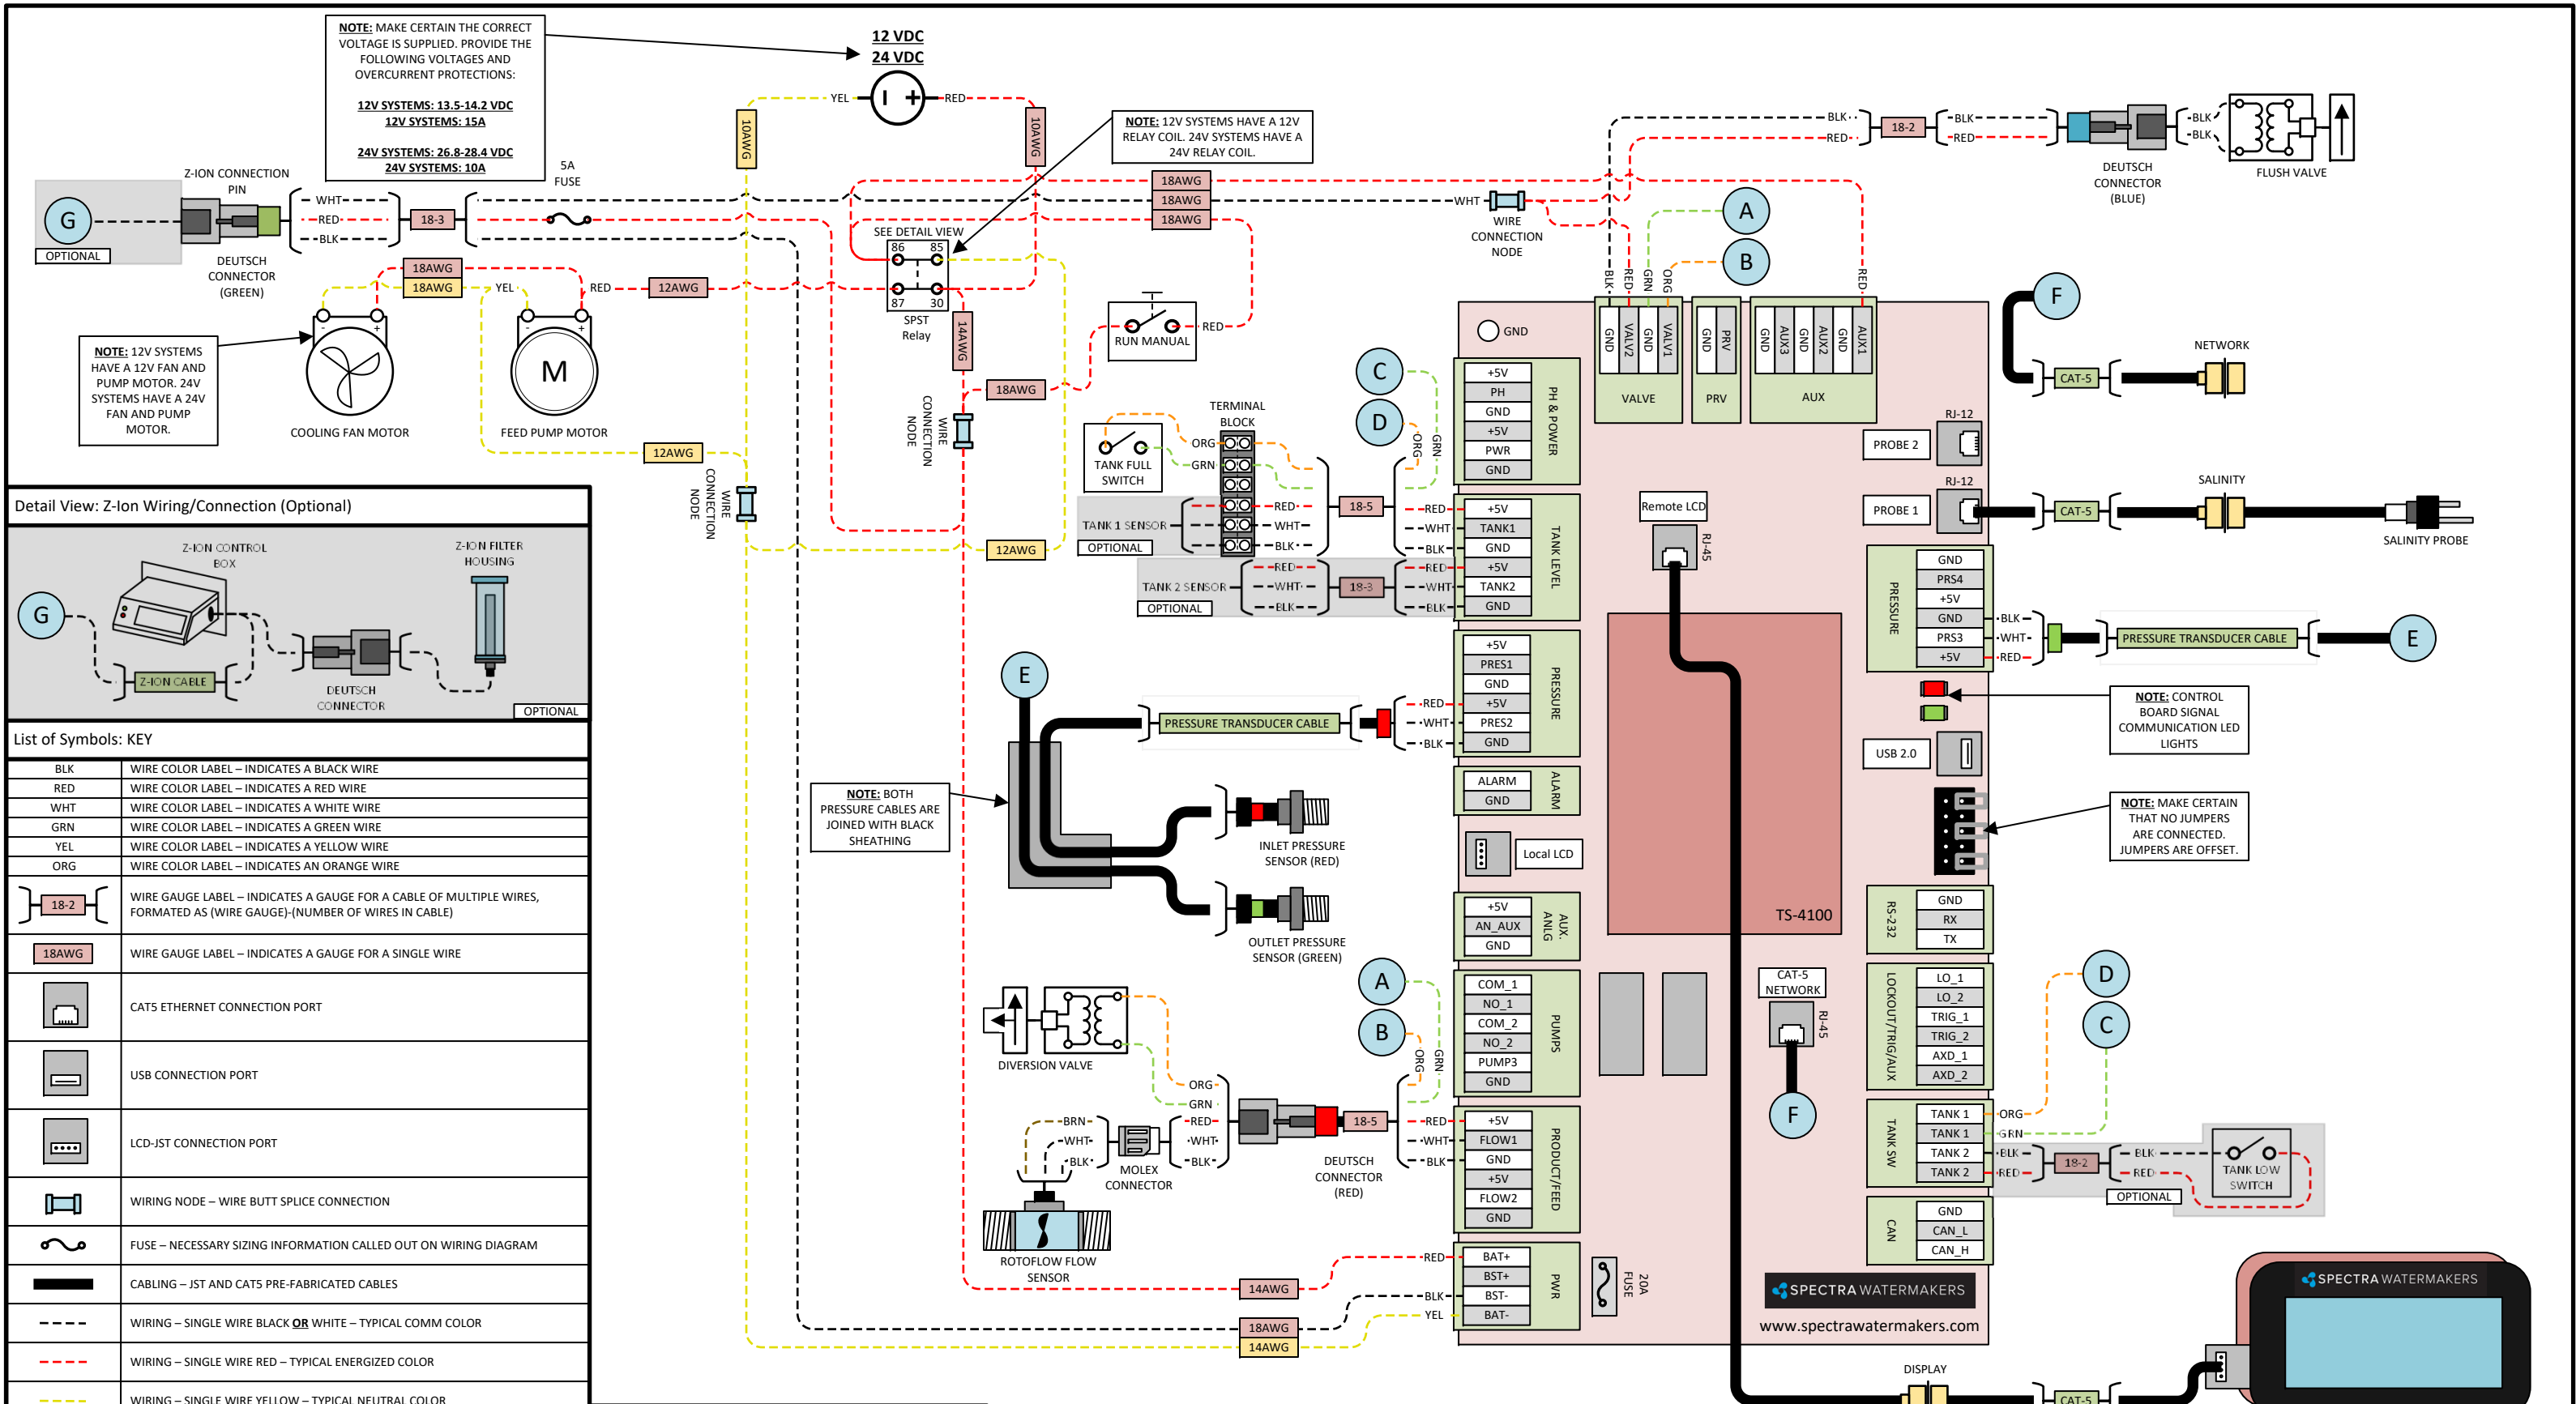 NOTE: MAKE CERTAIN THE CORRECT
VOLTAGE IS SUPPLIED. PROVIDE THE
FOLLOWING VOLTAGES AND
OVERCURRENT PROTECTIONS:
12V SYSTEMS: 13.5-14.2 VDC
12V SYSTEMS: 15A
24V SYSTEMS: 26.8-28.4 VDC
24V SYSTEMS: 10A
12 VDC
24 VDC
YEL
RED
10AWG
10AWG
NOTE: 12V SYSTEMS HAVE A 12V
RELAY COIL. 24V SYSTEMS HAVE A
24V RELAY COIL.
BLK
RED
18-2
BLK
RED
BLK
BLK
DEUTSCH
CONNECTOR
(BLUE)
FLUSH VALVE
Z-ION CONNECTION
PIN
5A
FUSE
G
OPTIONAL
WHT
RED
BLK
18-3
DEUTSCH
CONNECTOR
(GREEN)
18AWG
18AWG
18AWG
WHT
WIRE
CONNECTION
NODE
A
B
SEE DETAIL VIEW
86 85
87 30
SPST
Relay
18AWG
18AWG
YEL
RED
12AWG
- +
- +
M
COOLING FAN MOTOR
FEED PUMP MOTOR
NOTE: 12V SYSTEMS
HAVE A 12V FAN AND
PUMP MOTOR. 24V
SYSTEMS HAVE A 24V
FAN AND PUMP
MOTOR.
14AWG
RUN MANUAL
RED
18AWG
WIRE
CONNECTION
NODE
12AWG
WIRE
CONNECTION
NODE
12AWG
BLK
RED
GRN
ORG
RED
GND
GND
VALV2
GND
VALV1
VALVE
GND
PRV
PRV
GND
AUX3
GND
AUX2
GND
AUX1
AUX
F
NETWORK
CAT-5
RJ-12
PROBE 2
RJ-12
PROBE 1
SALINITY
CAT-5
SALINITY PROBE
C
D
ORG
GRN
TERMINAL
BLOCK
TANK FULL
SWITCH
ORG
GRN
RED
WHT
BLK
TANK 1 SENSOR
OPTIONAL
18-5
RED
WHT
BLK
TANK 2 SENSOR
OPTIONAL
RED
WHT
BLK
18-3
RED
WHT
BLK
+5V
PH
GND
+5V
PWR
GND
PH & POWER
+5V
TANK1
GND
+5V
TANK2
GND
TANK LEVEL
Remote LCD
RJ-45
GND
PRS4
+5V
GND
PRS3
+5V
PRESSURE
BLK
WHT
RED
PRESSURE TRANSDUCER CABLE
E
NOTE: CONTROL
BOARD SIGNAL
COMMUNICATION LED
LIGHTS
USB 2.0
NOTE: MAKE CERTAIN
THAT NO JUMPERS
ARE CONNECTED.
JUMPERS ARE OFFSET.
E
PRESSURE TRANSDUCER CABLE
RED
WHT
BLK
+5V
PRES1
GND
+5V
PRES2
GND
PRESSURE
NOTE: BOTH
PRESSURE CABLES ARE
JOINED WITH BLACK
SHEATHING
INLET PRESSURE
SENSOR (RED)
OUTLET PRESSURE
SENSOR (GREEN)
ALARM
GND
ALARM
Local LCD
+5V
AN_AUX
GND
AUX.
ANLG
TS-4100
GND
RX
TX
RS-232
COM_1
NO_1
COM_2
NO_2
PUMP3
GND
PUMPS
CAT-5
NETWORK
RJ-45
F
LO_1
LO_2
TRIG_1
TRIG_2
AXD_1
AXD_2
LOCKOUT/TRIG/AUX
D
C
TANK 1
TANK 1
TANK 2
TANK 2
TANK SW
ORG
GRN
BLK
RED
18-2
BLK
RED
TANK LOW
SWITCH
OPTIONAL
GND
CAN_L
CAN_H
CAN
A
B
ORG
GRN
DIVERSION VALVE
ORG
GRN
RED
WHT
BLK
BRN
WHT
BLK
MOLEX
CONNECTOR
DEUTSCH
CONNECTOR
(RED)
18-5
RED
WHT
BLK
+5V
FLOW1
GND
+5V
FLOW2
GND
PRODUCT/FEED
ROTOFLOW FLOW
SENSOR
14AWG
18AWG
14AWG
RED
BLK
YEL
BAT+
BST+
BST-
BAT-
PWR
20A
FUSE
SPECTRA WATERMAKERS
www.spectrawatermakers.com
SPECTRA WATERMAKERS
DISPLAY
CAT-5
Detail View: Z-Ion Wiring/Connection (Optional)
Z-ION CONTROL
BOX
Z-ION FILTER
HOUSING
G
Z-ION CABLE
DEUTSCH
CONNECTOR
OPTIONAL
List of Symbols: KEY
BLK WIRE COLOR LABEL – INDICATES A BLACK WIRE
RED WIRE COLOR LABEL – INDICATES A RED WIRE
WHT WIRE COLOR LABEL – INDICATES A WHITE WIRE
GRN WIRE COLOR LABEL – INDICATES A GREEN WIRE
YEL WIRE COLOR LABEL – INDICATES A YELLOW WIRE
ORG WIRE COLOR LABEL – INDICATES AN ORANGE WIRE
18-2 WIRE GAUGE LABEL – INDICATES A GAUGE FOR A CABLE OF MULTIPLE WIRES,
FORMATED AS (WIRE GAUGE)-(NUMBER OF WIRES IN CABLE)
18AWG WIRE GAUGE LABEL – INDICATES A GAUGE FOR A SINGLE WIRE
CAT5 ETHERNET CONNECTION PORT
USB CONNECTION PORT
LCD-JST CONNECTION PORT
WIRING NODE – WIRE BUTT SPLICE CONNECTION
FUSE – NECESSARY SIZING INFORMATION CALLED OUT ON WIRING DIAGRAM
CABLING – JST AND CAT5 PRE-FABRICATED CABLES
WIRING – SINGLE WIRE BLACK OR WHITE – TYPICAL COMM COLOR
WIRING – SINGLE WIRE RED – TYPICAL ENERGIZED COLOR
WIRING – SINGLE WIRE YELLOW – TYPICAL NEUTRAL COLOR